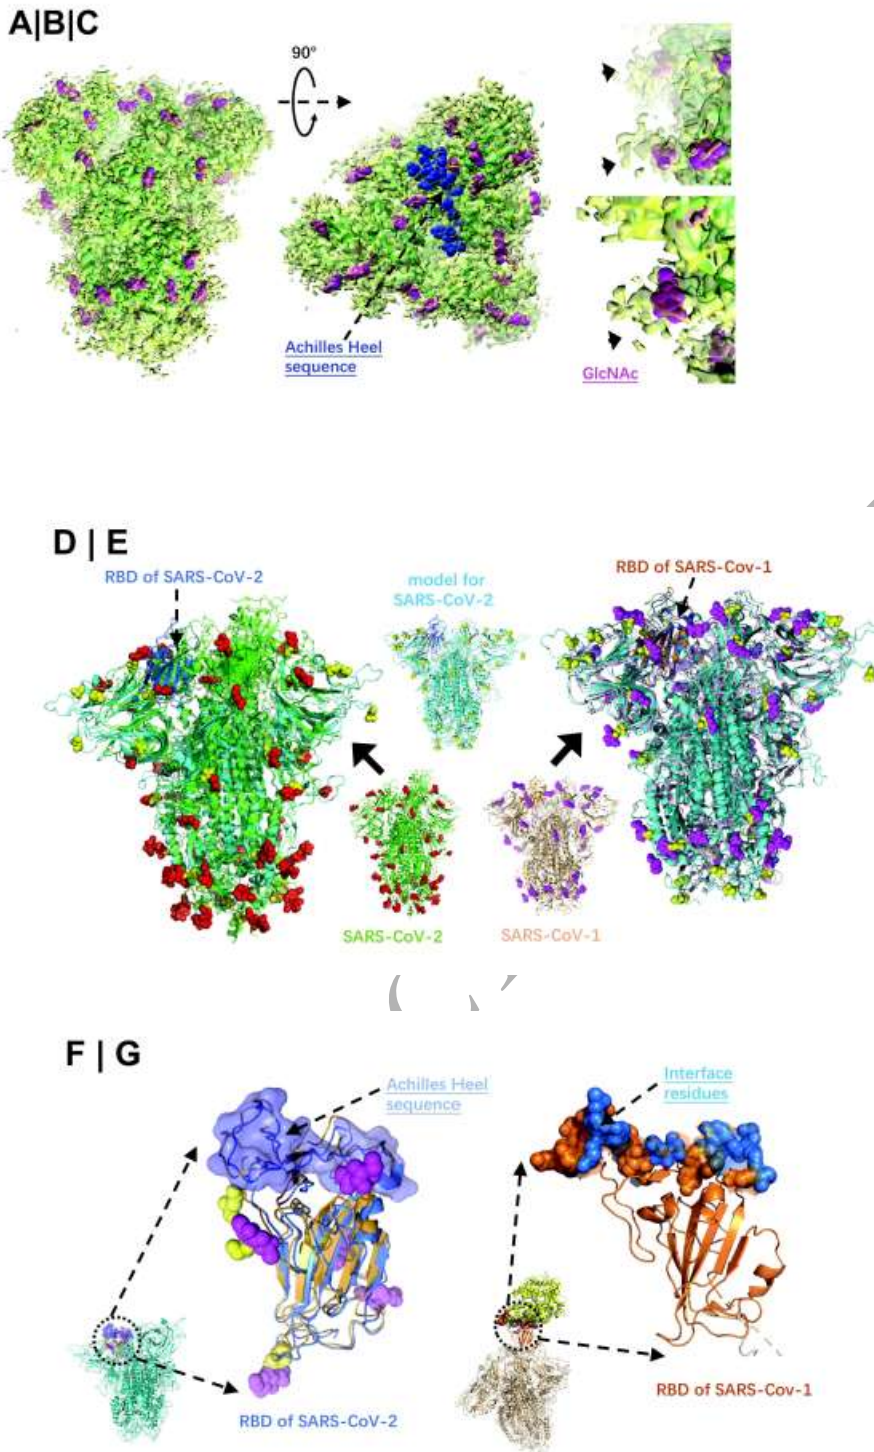 A|B|C
90°
Achilles Heel
sequence
GlcNAc
D | E
RBD of SARS-CoV-2
model for
SARS-CoV-2
RBD of SARS-Cov-1
SARS-CoV-2
SARS-CoV-1
F | G
Achilles Heel
sequence
Interface
residues
RBD of SARS-CoV-2
RBD of SARS-Cov-1